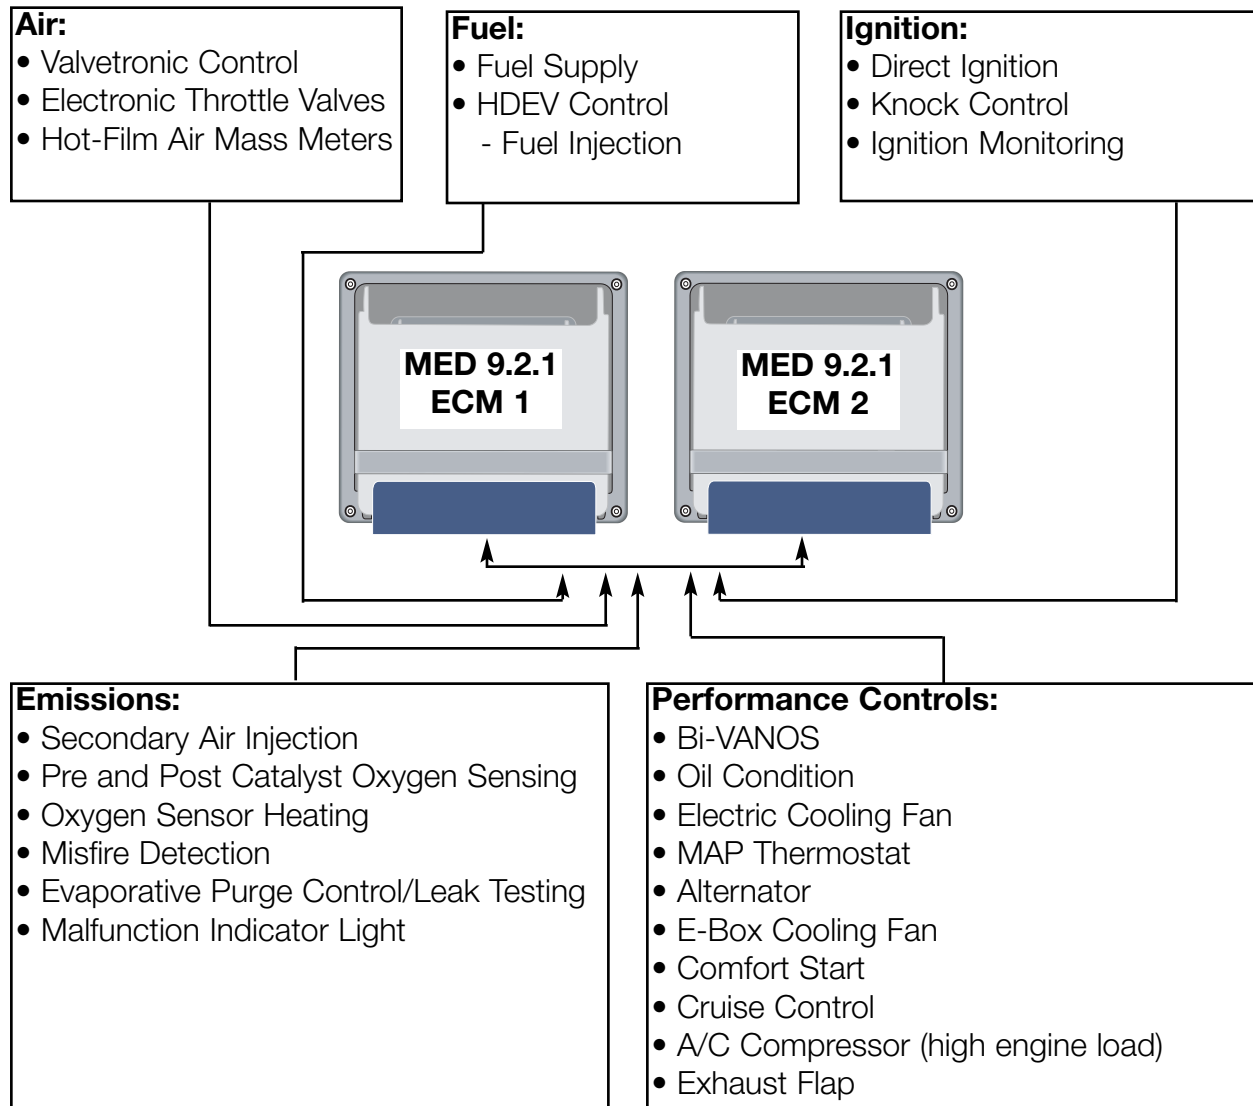 Air:
• Valvetronic Control
• Electronic Throttle Valves
• Hot-Film Air Mass Meters
Fuel:
• Fuel Supply
• HDEV Control
- Fuel Injection
Ignition:
• Direct Ignition
• Knock Control
• Ignition Monitoring
MED 9.2.1
ECM 1
MED 9.2.1
ECM 2
Emissions:
• Secondary Air Injection
• Pre and Post Catalyst Oxygen Sensing
• Oxygen Sensor Heating
• Misfire Detection
• Evaporative Purge Control/Leak Testing
• Malfunction Indicator Light
Performance Controls:
• Bi-VANOS
• Oil Condition
• Electric Cooling Fan
• MAP Thermostat
• Alternator
• E-Box Cooling Fan
• Comfort Start
• Cruise Control
• A/C Compressor (high engine load)
• Exhaust Flap